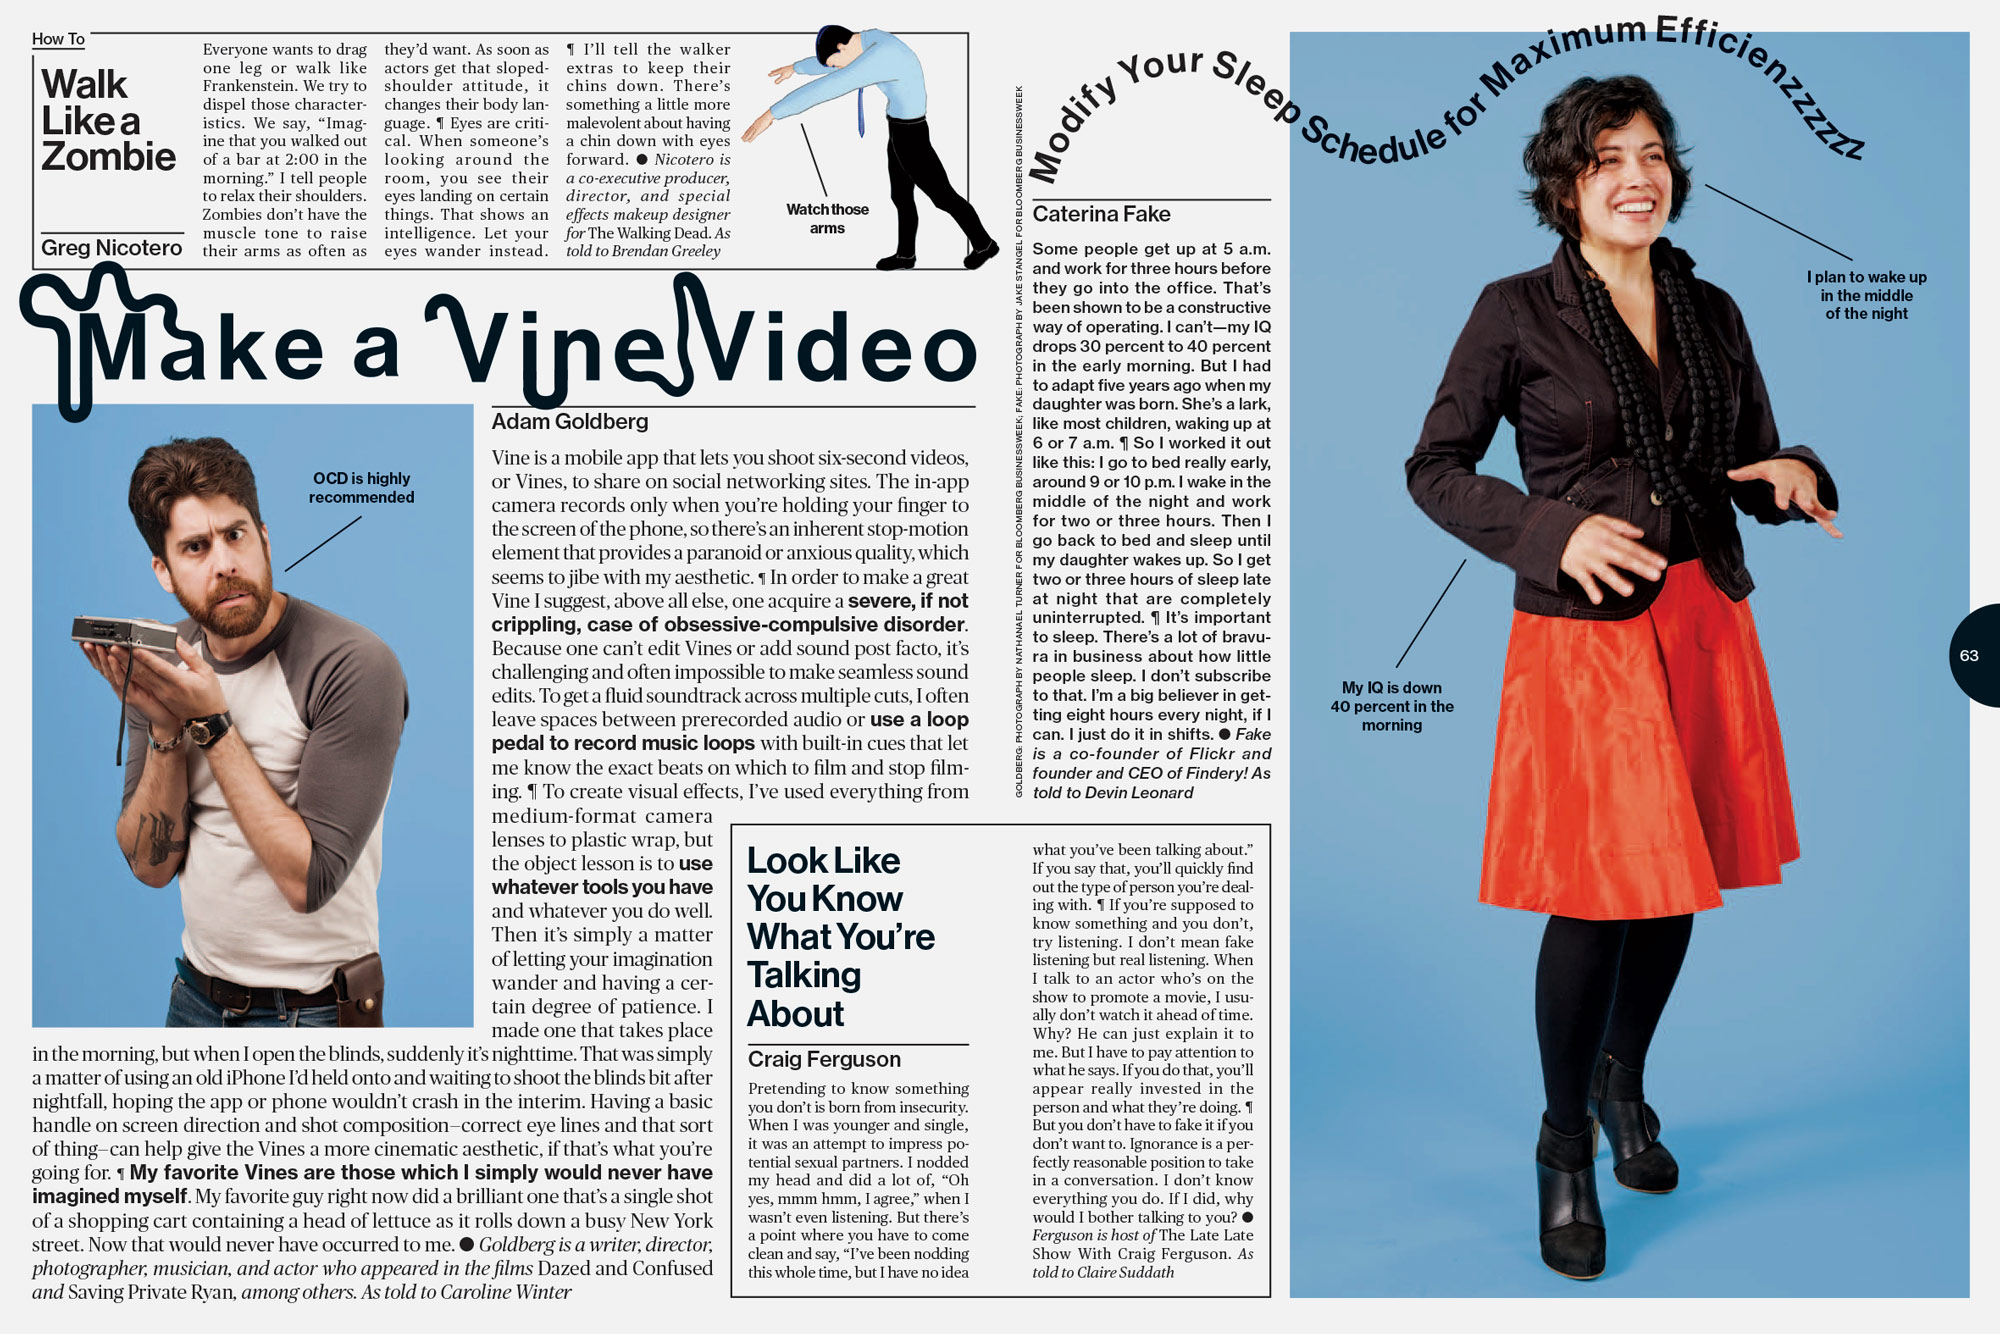 How To
Walk
Like a
Zombie
Greg Nicotero
Everyone wants to drag
one leg or walk like
Frankenstein. We try to
dispel those character-
istics. We say, “Imag-
ine that you walked out
of a bar at 2:00 in the
morning.” I tell people
to relax their shoulders.
Zombies don’t have the
muscle tone to raise
their arms as often as
they’d want. As soon as
actors get that sloped-
shoulder attitude, it
changes their body lan-
guage. ¶ Eyes are criti-
cal. When someone’s
looking around the
room, you see their
eyes landing on certain
things. That shows an
intelligence. Let your
eyes wander instead.
¶ I’ll tell the walker
extras to keep their
chins down. There’s
something a little more
malevolent about having
a chin down with eyes
forward. ● Nicotero is
a co-executive producer,
director, and special
effects makeup designer
for The Walking Dead. As
told to Brendan Greeley
Watch those
arms
Make a Vine Video
OCD is highly
recommended
Adam Goldberg
Vine is a mobile app that lets you shoot six-second videos,
or Vines, to share on social networking sites. The in-app
camera records only when you’re holding your finger to
the screen of the phone, so there’s an inherent stop-motion
element that provides a paranoid or anxious quality, which
seems to jibe with my aesthetic. ¶ In order to make a great
Vine I suggest, above all else, one acquire a severe, if not
crippling, case of obsessive-compulsive disorder.
Because one can’t edit Vines or add sound post facto, it’s
challenging and often impossible to make seamless sound
edits. To get a fluid soundtrack across multiple cuts, I often
leave spaces between prerecorded audio or use a loop
pedal to record music loops with built-in cues that let
me know the exact beats on which to film and stop film-
ing. ¶ To create visual effects, I’ve used everything from
medium-format camera
lenses to plastic wrap, but
the object lesson is to use
whatever tools you have
and whatever you do well.
Then it’s simply a matter
of letting your imagination
wander and having a cer-
tain degree of patience. I
made one that takes place
in the morning, but when I open the blinds, suddenly it’s nighttime. That was simply
a matter of using an old iPhone I’d held onto and waiting to shoot the blinds bit after
nightfall, hoping the app or phone wouldn’t crash in the interim. Having a basic
handle on screen direction and shot composition—correct eye lines and that sort
of thing—can help give the Vines a more cinematic aesthetic, if that’s what you’re
going for. ¶ My favorite Vines are those which I simply would never have
imagined myself. My favorite guy right now did a brilliant one that’s a single shot
of a shopping cart containing a head of lettuce as it rolls down a busy New York
street. Now that would never have occurred to me. ● Goldberg is a writer, director,
photographer, musician, and actor who appeared in the films Dazed and Confused
and Saving Private Ryan, among others. As told to Caroline Winter
Look Like
You Know
What You’re
Talking
About
Craig Ferguson
Pretending to know something
you don’t is born from insecurity.
When I was younger and single,
it was an attempt to impress po-
tential sexual partners. I nodded
my head and did a lot of, “Oh
yes, mmm hmm, I agree,” when I
wasn’t even listening. But there’s
a point where you have to come
clean and say, “I’ve been nodding
this whole time, but I have no idea
what you’ve been talking about.”
If you say that, you’ll quickly find
out the type of person you’re deal-
ing with. ¶ If you’re supposed to
know something and you don’t,
try listening. I don’t mean fake
listening but real listening. When
I talk to an actor who’s on the
show to promote a movie, I usu-
ally don’t watch it ahead of time.
Why? He can just explain it to
me. But I have to pay attention to
what he says. If you do that, you’ll
appear really invested in the
person and what they’re doing. ¶
But you don’t have to fake it if you
don’t want to. Ignorance is a per-
fectly reasonable position to take
in a conversation. I don’t know
everything you do. If I did, why
would I bother talking to you? ●
Ferguson is host of The Late Late
Show With Craig Ferguson. As
told to Claire Suddath
GOLDBERG: PHOTOGRAPH BY NATHANAEL TURNER FOR BLOOMBERG BUSINESSWEEK; FAKE: PHOTOGRAPH BY JAKE STANGEL FOR BLOOMBERG BUSINESSWEEK
Modify Your Sleep Schedule for Maximum Efficienzzzzzz
Caterina Fake
Some people get up at 5 a.m.
and work for three hours before
they go into the office. That’s
been shown to be a constructive
way of operating. I can’t—my IQ
drops 30 percent to 40 percent
in the early morning. But I had
to adapt five years ago when my
daughter was born. She’s a lark,
like most children, waking up at
6 or 7 a.m. ¶ So I worked it out
like this: I go to bed really early,
around 9 or 10 p.m. I wake in the
middle of the night and work
for two or three hours. Then I
go back to bed and sleep until
my daughter wakes up. So I get
two or three hours of sleep late
at night that are completely
uninterrupted. ¶ It’s important
to sleep. There’s a lot of bravu-
ra in business about how little
people sleep. I don’t subscribe
to that. I’m a big believer in get-
ting eight hours every night, if I
can. I just do it in shifts. ● Fake
is a co-founder of Flickr and
founder and CEO of Findery! As
told to Devin Leonard
I plan to wake up
in the middle
of the night
My IQ is down
40 percent in the
morning
63